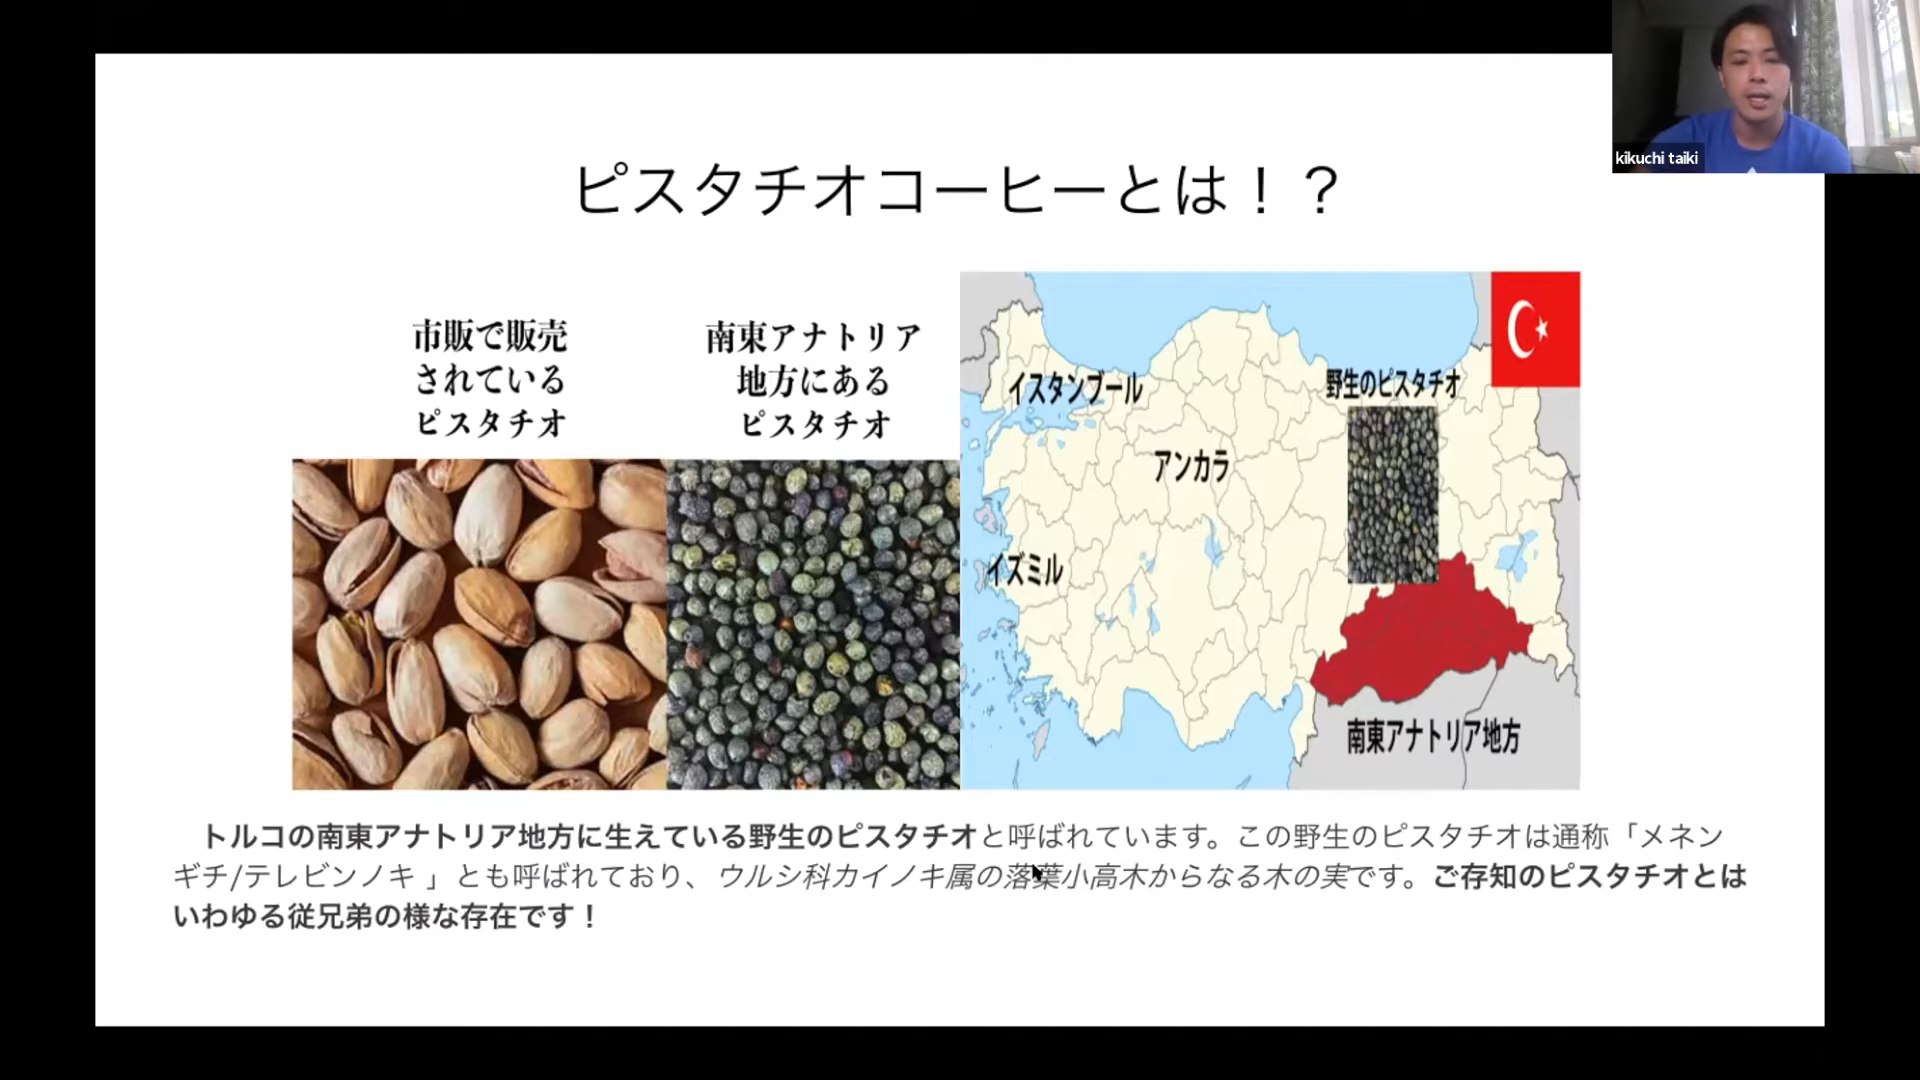 kikuchi taiki
ピスタチオコーヒーとは！？
市販で販売
されている
ピスタチオ
南東アナトリア
地方にある
ピスタチオ
イスタンブール
野生のピスタチオ
アンカラ
イズミル
南東アナトリア地方
トルコの南東アナトリア地方に生えている野生のピスタチオと呼ばれています。この野生のピスタチオは通称「メネン
ギチ/テレビンノキ 」とも呼ばれており、ウルシ科カイノキ属の落葉小高木からなる木の実です。ご存知のピスタチオとは
いわゆる従兄弟の様な存在です！